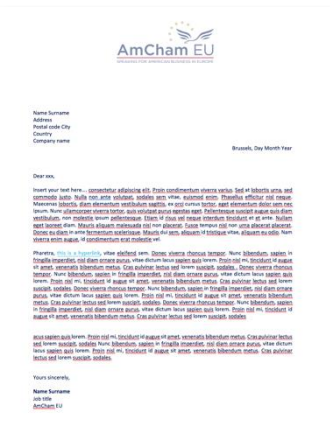 AmCham EU
SPEAKING FOR AMERICAN BUSINESS IN EUROPE
Name Surname
Address
Postal code City
Country
Company name
Brussels, Day Month Year
Dear xxx,
Insert your text here... consectetur adipiscing elit. Proin condimentum viverra varius. Sed et lobortis urna, sed
commodo justo. Nulla non ante volutpat, sodales sem vitae, euismod enim. Phasellus efficitur nisl neque.
Maecenas lobortis, diam elementum vestibulum sagittis, ex orci cursus tortor, eget elementum dolor sem nec
ipsum. Nunc ullamcorper viverra tortor, quis volutpat purus egestas eget. Pellentesque suscipit augue quis diam
vestibulum, non molestie ipsum pellentesque. Etiam id risus vel neque interdum tincidunt et at ante. Nullam
eget laoreet diam. Mauris aliquam malesuada nisl non placerat. Fusce tempus nisl non urna placerat placerat.
Donec eu diam in ante fermentum scelerisque. Mauris dui sem, aliquam id tristique vitae, aliquam eu odio. Nam
viverra enim augue, id condimentum erat molestie vel.
Pharetra, this is a hyperlink, vitae eleifend sem. Donec viverra rhoncus tempor. Nunc bibendum, sapien in
fringilla imperdiet, nisl diam ornare purus, vitae dictum lacus sapien quis lorem. Proin nisl mi, tincidunt id augue
sit amet, venenatis bibendum metus. Cras pulvinar lectus sed lorem suscipit, sodales . Donec viverra rhoncus
tempor. Nunc bibendum, sapien in fringilla imperdiet, nisl diam ornare purus, vitae dictum lacus sapien quis
lorem. Proin nisl mi, tincidunt id augue sit amet, venenatis bibendum metus. Cras pulvinar lectus sed lorem
suscipit, sodales Donec viverra rhoncus tempor. Nunc bibendum, sapien in fringilla imperdiet, nisl diam ornare
purus, vitae dictum lacus sapien quis lorem. Proin nisl mi, tincidunt id augue sit amet, venenatis bibendum
metus. Cras pulvinar lectus sed lorem suscipit, sodales Donec viverra rhoncus tempor. Nunc bibendum, sapien
in fringilla imperdiet, nisl diam ornare purus, vitae dictum lacus sapien quis lorem. Proin nisl mi, tincidunt id
augue sit amet, venenatis bibendum metus. Cras pulvinar lectus sed lorem suscipit, sodales
acus sapien quis lorem. Proin nisl mi, tincidunt id augue sit amet, venenatis bibendum metus. Cras pulvinar lectus
sed lorem suscipit, sodales Nunc bibendum, sapien in fringilla imperdiet, nisl diam ornare purus, vitae dictum
lacus sapien quis lorem. Proin nisl mi, tincidunt id augue sit amet, venenatis bibendum metus. Cras pulvinar
lectus sed lorem suscipit, sodales.
Yours sincerely,
Name Surname
Job title
AmCham EU